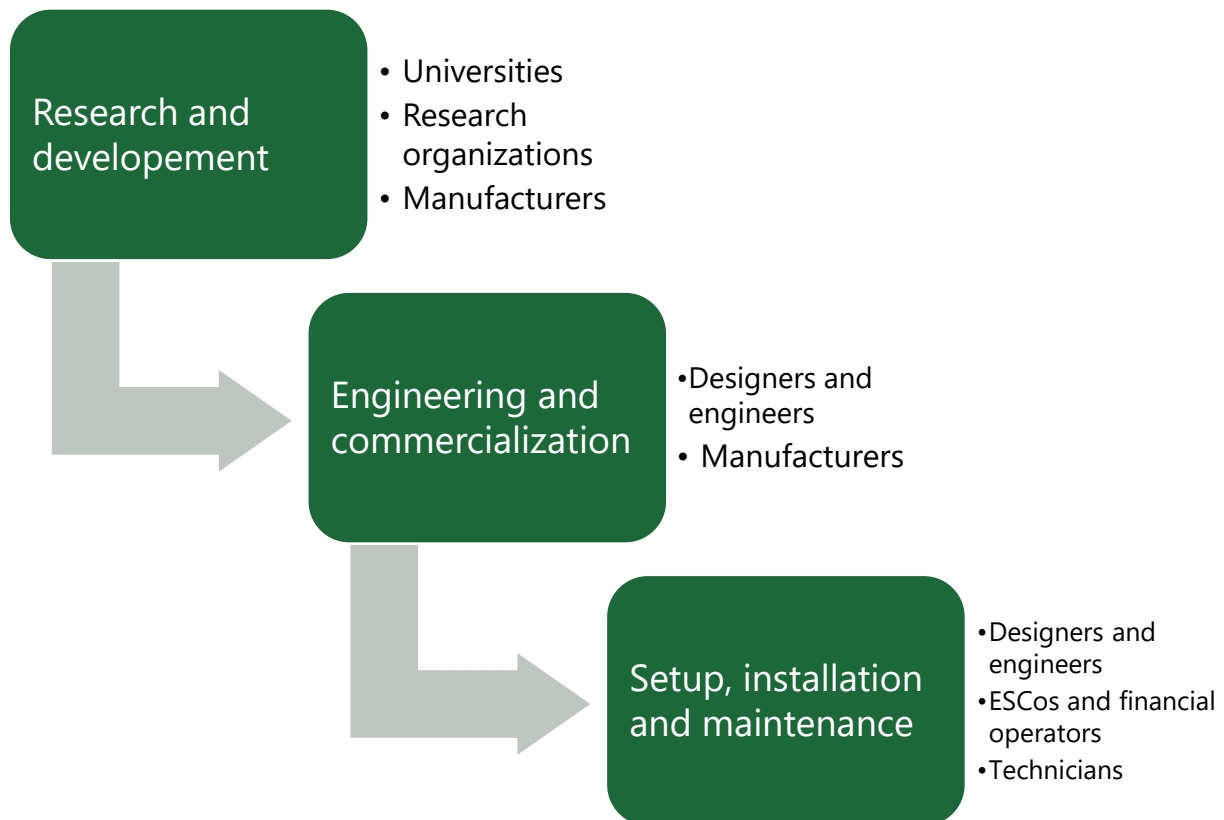 Research and
developement
• Universities
• Research
organizations
• Manufacturers
Engineering and
commercialization
•Designers and
engineers
• Manufacturers
Setup, installation
and maintenance
•Designers and
engineers
•ESCos and financial
operators
•Technicians